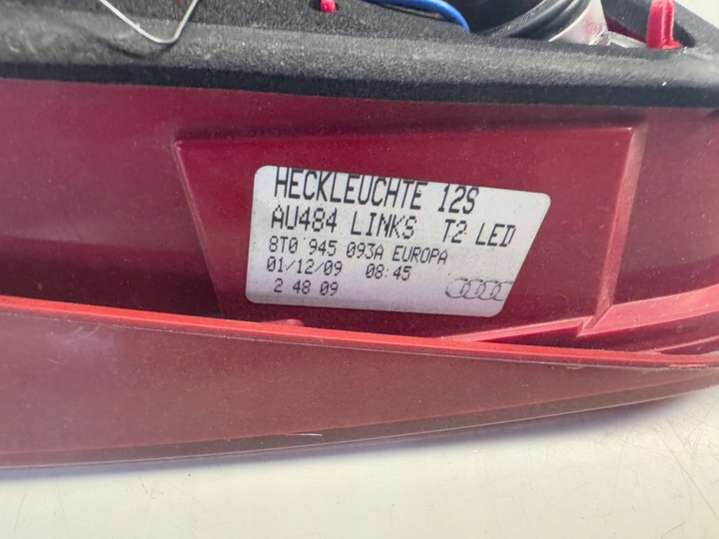 HECKLEUCHTE 12S
AU484 LINKS T2 LED
8T0 945 093A EUROPA
01/12/09 08:45
2 48 09